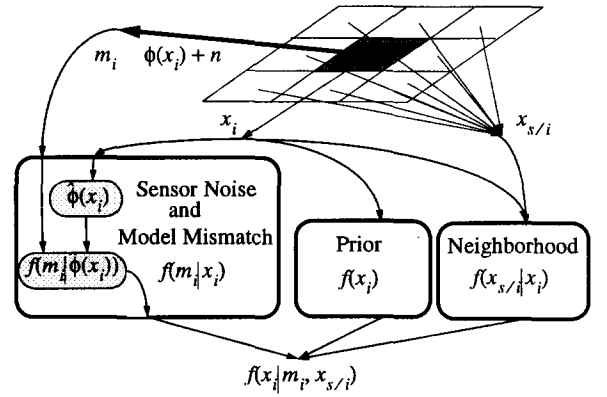 m_i ϕ(x_i) + n
x_i x_{s/i}
ϕ̂(x_i)
Sensor Noise
and
Model Mismatch
f(m_i|ϕ(x_i)) f(m_i|x_i)
Prior
f(x_i)
Neighborhood
f(x_{s/i}|x_i)
f(x_i|m_i, x_{s/i})